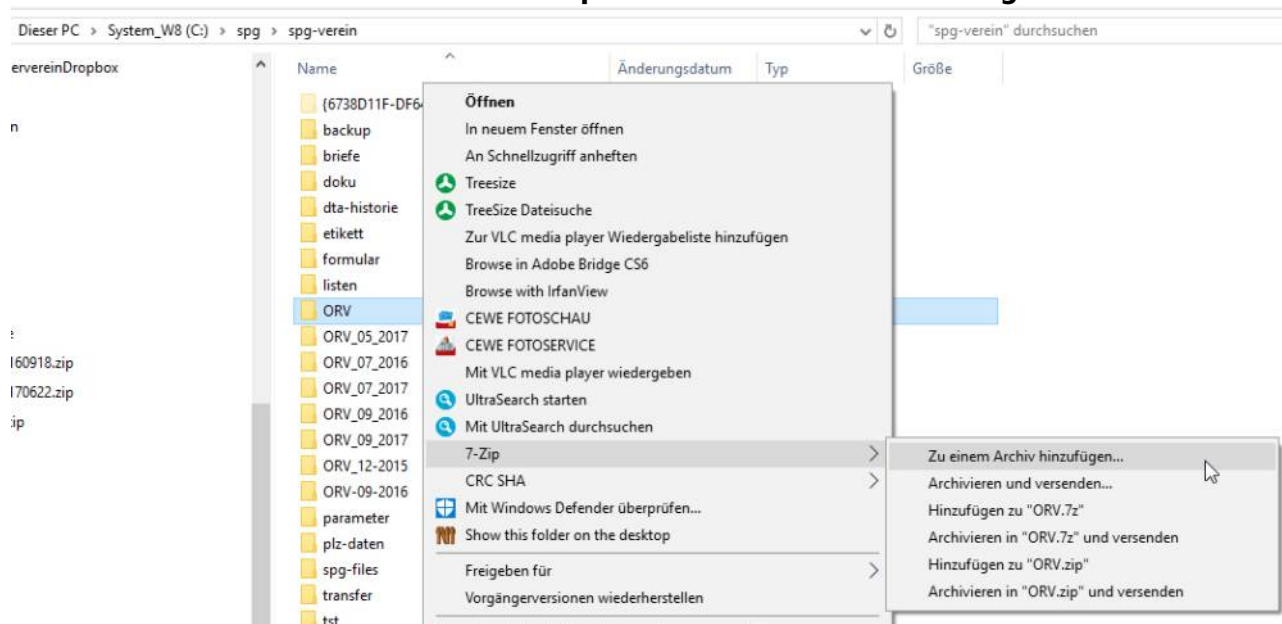 Dieser PC > System_W8 (C:) > spg > spg-verein
"spg-verein" durchsuchen
ervereinDropbox
n
160918.zip
170622.zip
zip
Name
Änderungsdatum
Typ
Größe
{6738D11F-DF6
backup
briefe
doku
dta-historie
etikett
formular
listen
ORV
ORV_05_2017
ORV_07_2016
ORV_07_2017
ORV_09_2016
ORV_09_2017
ORV_12-2015
ORV-09-2016
parameter
plz-daten
spg-files
transfer
tst
Öffnen
In neuem Fenster öffnen
An Schnellzugriff anheften
Treesize
TreeSize Dateisuche
Zur VLC media player Wiedergabeliste hinzufügen
Browse in Adobe Bridge CS6
Browse with IrfanView
CEWE FOTOSCHAU
CEWE FOTOSERVICE
Mit VLC media player wiedergeben
UltraSearch starten
Mit UltraSearch durchsuchen
7-Zip
CRC SHA
Mit Windows Defender überprüfen...
Show this folder on the desktop
Freigeben für
Vorgängerversionen wiederherstellen
Zu einem Archiv hinzufügen...
Archivieren und versenden...
Hinzufügen zu "ORV.7z"
Archivieren in "ORV.7z" und versenden
Hinzufügen zu "ORV.zip"
Archivieren in "ORV.zip" und versenden